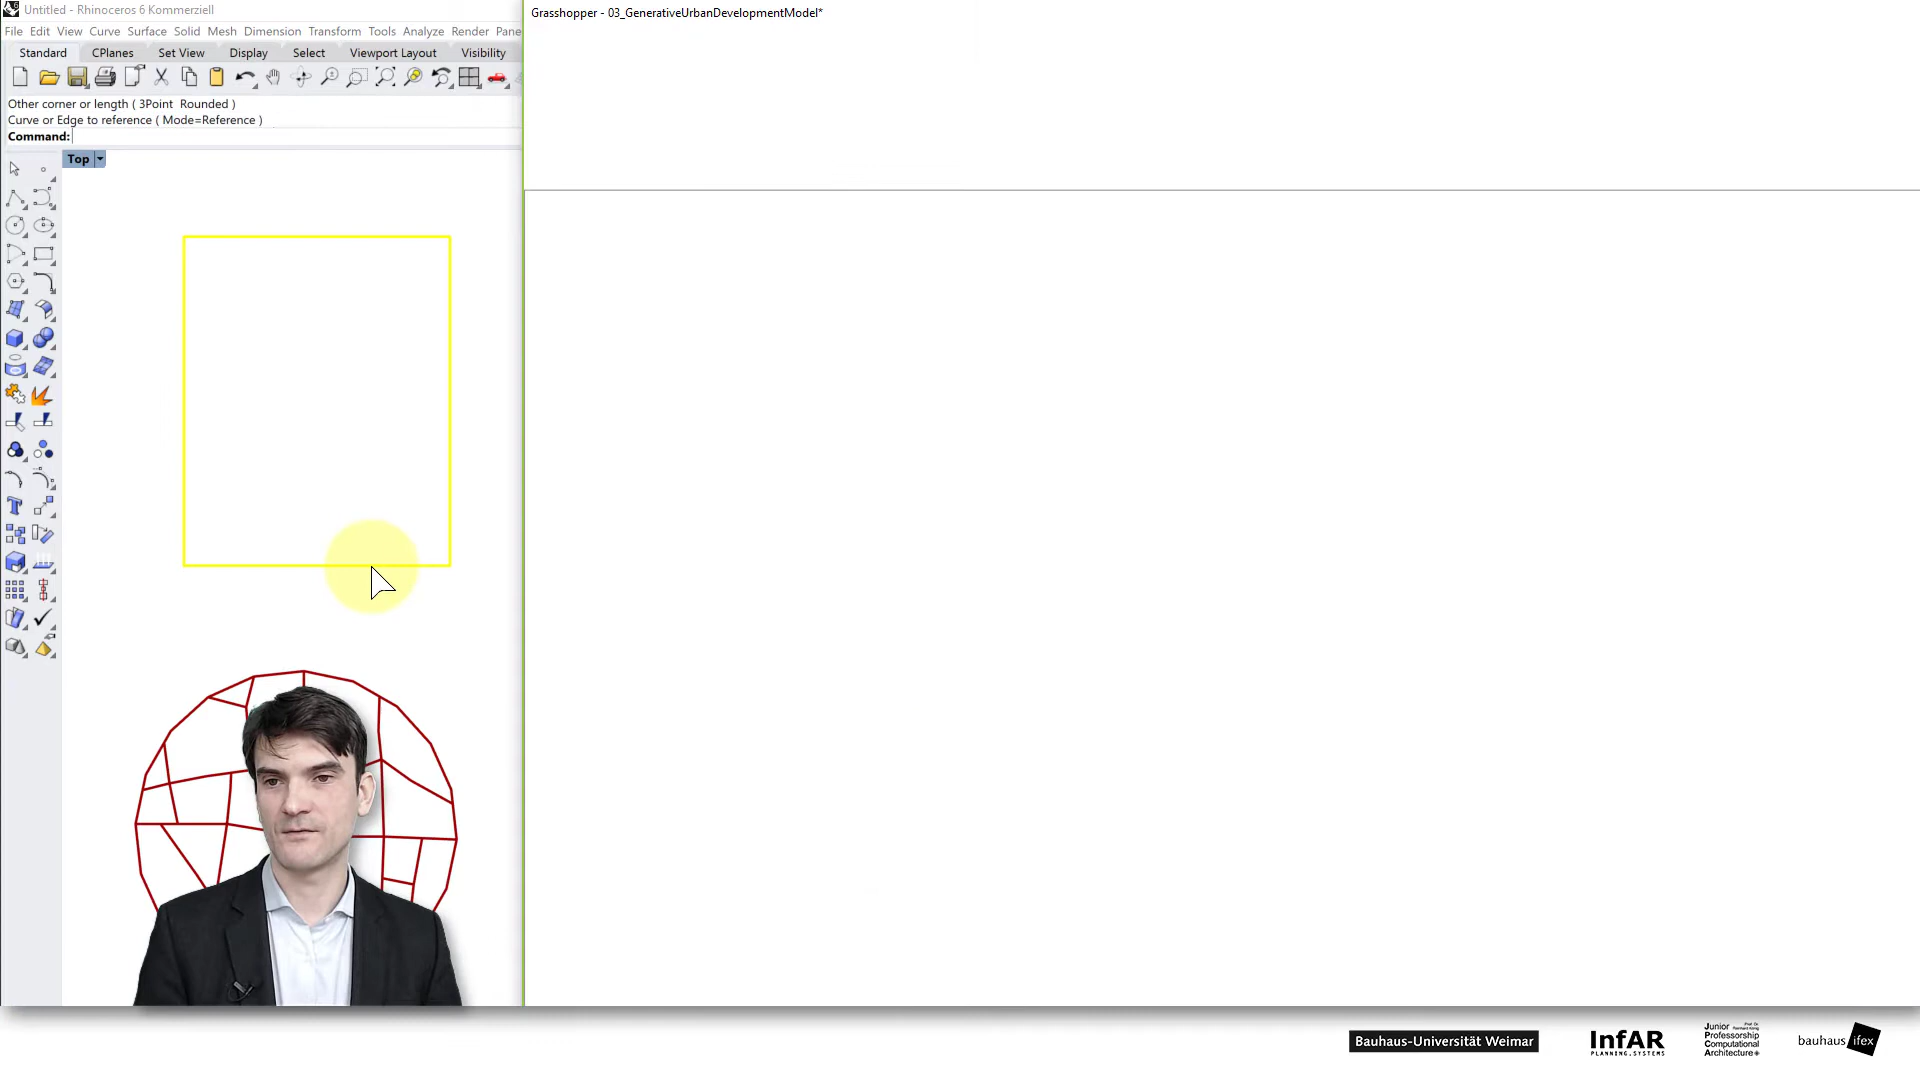 Untitled - Rhinoceros 6 Kommerziell
Grasshopper - 03_GenerativeUrbanDevelopmentModel*
File Edit View Curve Surface Solid Mesh Dimension Transform Tools Analyze Render Pane
Standard CPlanes Set View Display Select Viewport Layout Visibility
Other corner or length ( 3Point Rounded )
Curve or Edge to reference ( Mode=Reference )
Command:
Top
Bauhaus-Universität Weimar
InfAR
PLANNING.SYSTEMS
Junior
Professorship
Computational
Architecture+
bauhaus ifex